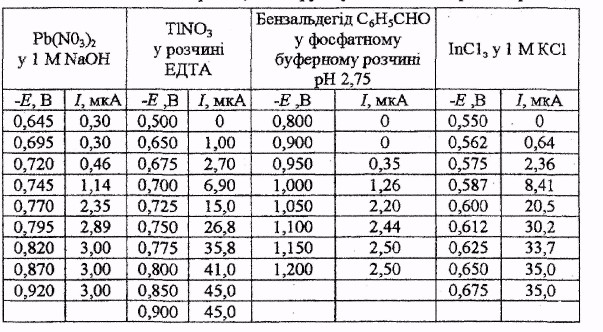 Pb(N0₃)₂ у 1 М NaOH | TlNO₃ у розчині ЕДТА | Бензальдегід C₆H₅CHO у фосфатному буферному розчині pH 2,75 | InCl₃ у 1 М KCl
-E, В | I, мкА | -E ,В | I, мкА | -E ,В | I, мкА | -E ,В | I, мкА
0,645 | 0,30 | 0,500 | 0 | 0,800 | 0 | 0,550 | 0
0,695 | 0,30 | 0,650 | 1,00 | 0,900 | 0 | 0,562 | 0,64
0,720 | 0,46 | 0,675 | 2,70 | 0,950 | 0,35 | 0,575 | 2,36
0,745 | 1,14 | 0,700 | 6,90 | 1,000 | 1,26 | 0,587 | 8,41
0,770 | 2,35 | 0,725 | 15,0 | 1,050 | 2,20 | 0,600 | 20,5
0,795 | 2,89 | 0,750 | 26,8 | 1,100 | 2,44 | 0,612 | 30,2
0,820 | 3,00 | 0,775 | 35,8 | 1,150 | 2,50 | 0,625 | 33,7
0,870 | 3,00 | 0,800 | 41,0 | 1,200 | 2,50 | 0,650 | 35,0
0,920 | 3,00 | 0,850 | 45,0 | | | 0,675 | 35,0
| | 0,900 | 45,0 | | | |